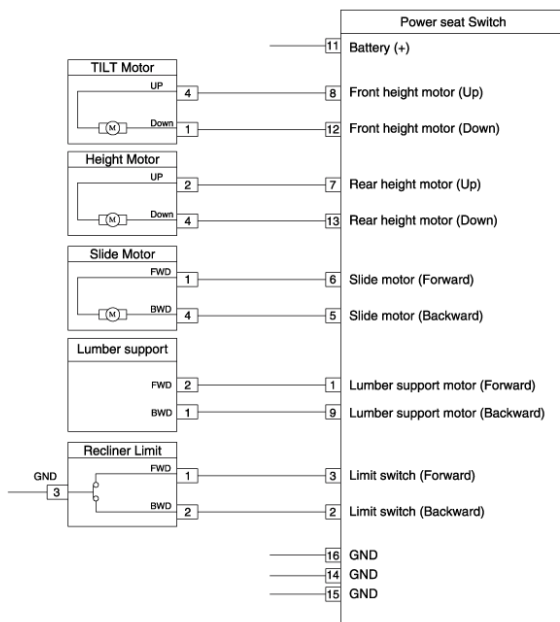 Power seat Switch
11 Battery (+)
TILT Motor
UP 4 8 Front height motor (Up)
M Down 1 12 Front height motor (Down)
Height Motor
UP 2 7 Rear height motor (Up)
M Down 4 13 Rear height motor (Down)
Slide Motor
FWD 1 6 Slide motor (Forward)
M BWD 4 5 Slide motor (Backward)
Lumber support
FWD 2 1 Lumber support motor (Forward)
BWD 1 9 Lumber support motor (Backward)
Recliner Limit
GND FWD 1 3 Limit switch (Forward)
3 BWD 2 2 Limit switch (Backward)
16 GND
14 GND
15 GND